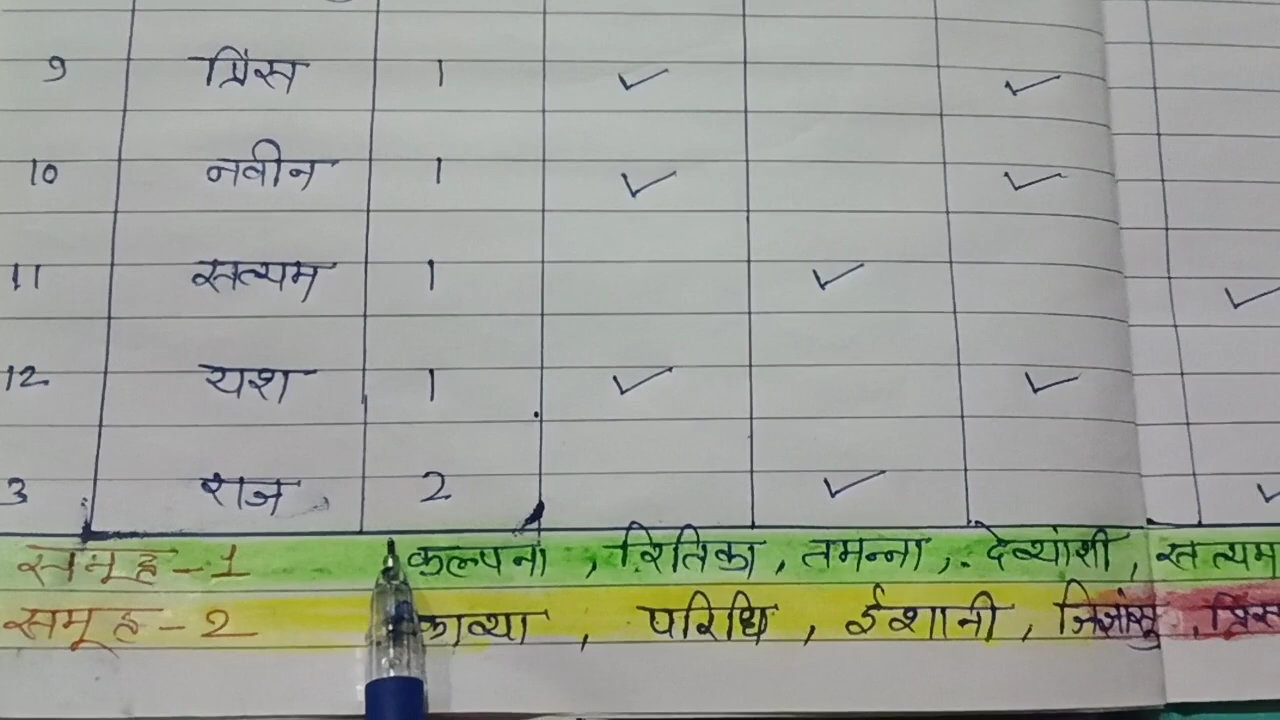 9 प्रिंस 1 ✓ ✓
10 नवीन 1 ✓ ✓
11 सत्यम 1 ✓ ✓
12 यश 1 ✓ ✓
3 राज 2 ✓ ✓
समूह-1 कल्पना , रितिका , तमन्ना , देव्यांशी , सत्यम
समूह-2 काव्या , परिधि , ईशानी , जिज्ञांसु , प्रिंस